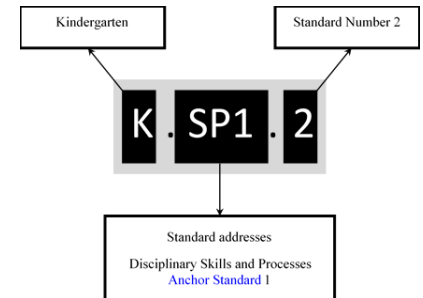 Kindergarten
Standard Number 2
K . SP1 . 2
Standard addresses
Disciplinary Skills and Processes
Anchor Standard 1